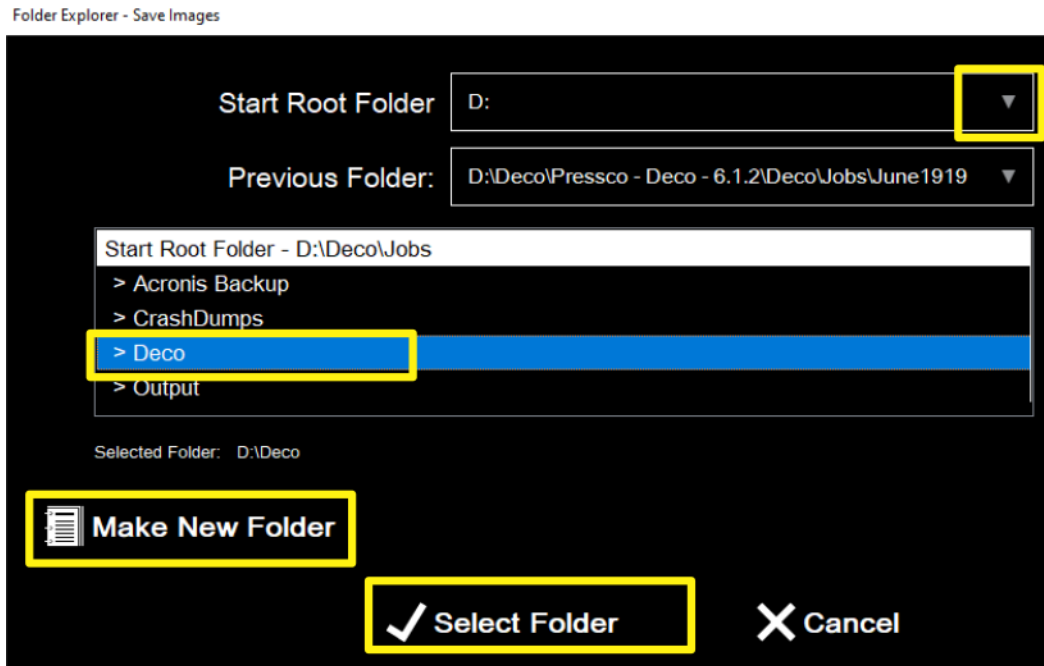 Folder Explorer - Save Images
Start Root Folder D:
Previous Folder: D:\Deco\Pressco - Deco - 6.1.2\Deco\Jobs\June1919
Start Root Folder - D:\Deco\Jobs
> Acronis Backup
> CrashDumps
> Deco
> Output
Selected Folder: D:\Deco
Make New Folder
Select Folder Cancel